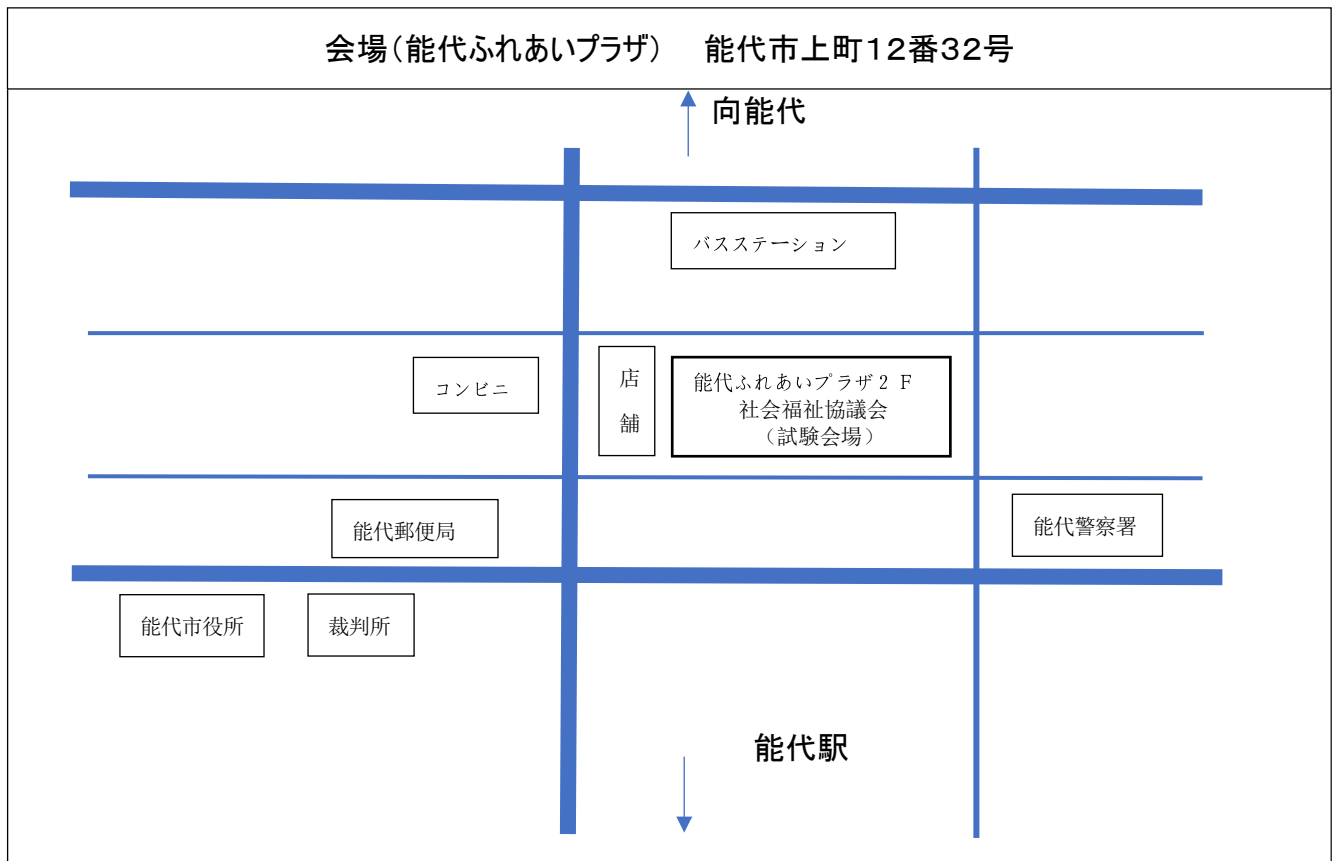 会場(能代ふれあいプラザ)　能代市上町12番32号
向能代
バスステーション
コンビニ
店
舗
能代ふれあいプラザ2 F
社会福祉協議会
（試験会場）
能代郵便局
能代警察署
能代市役所
裁判所
能代駅